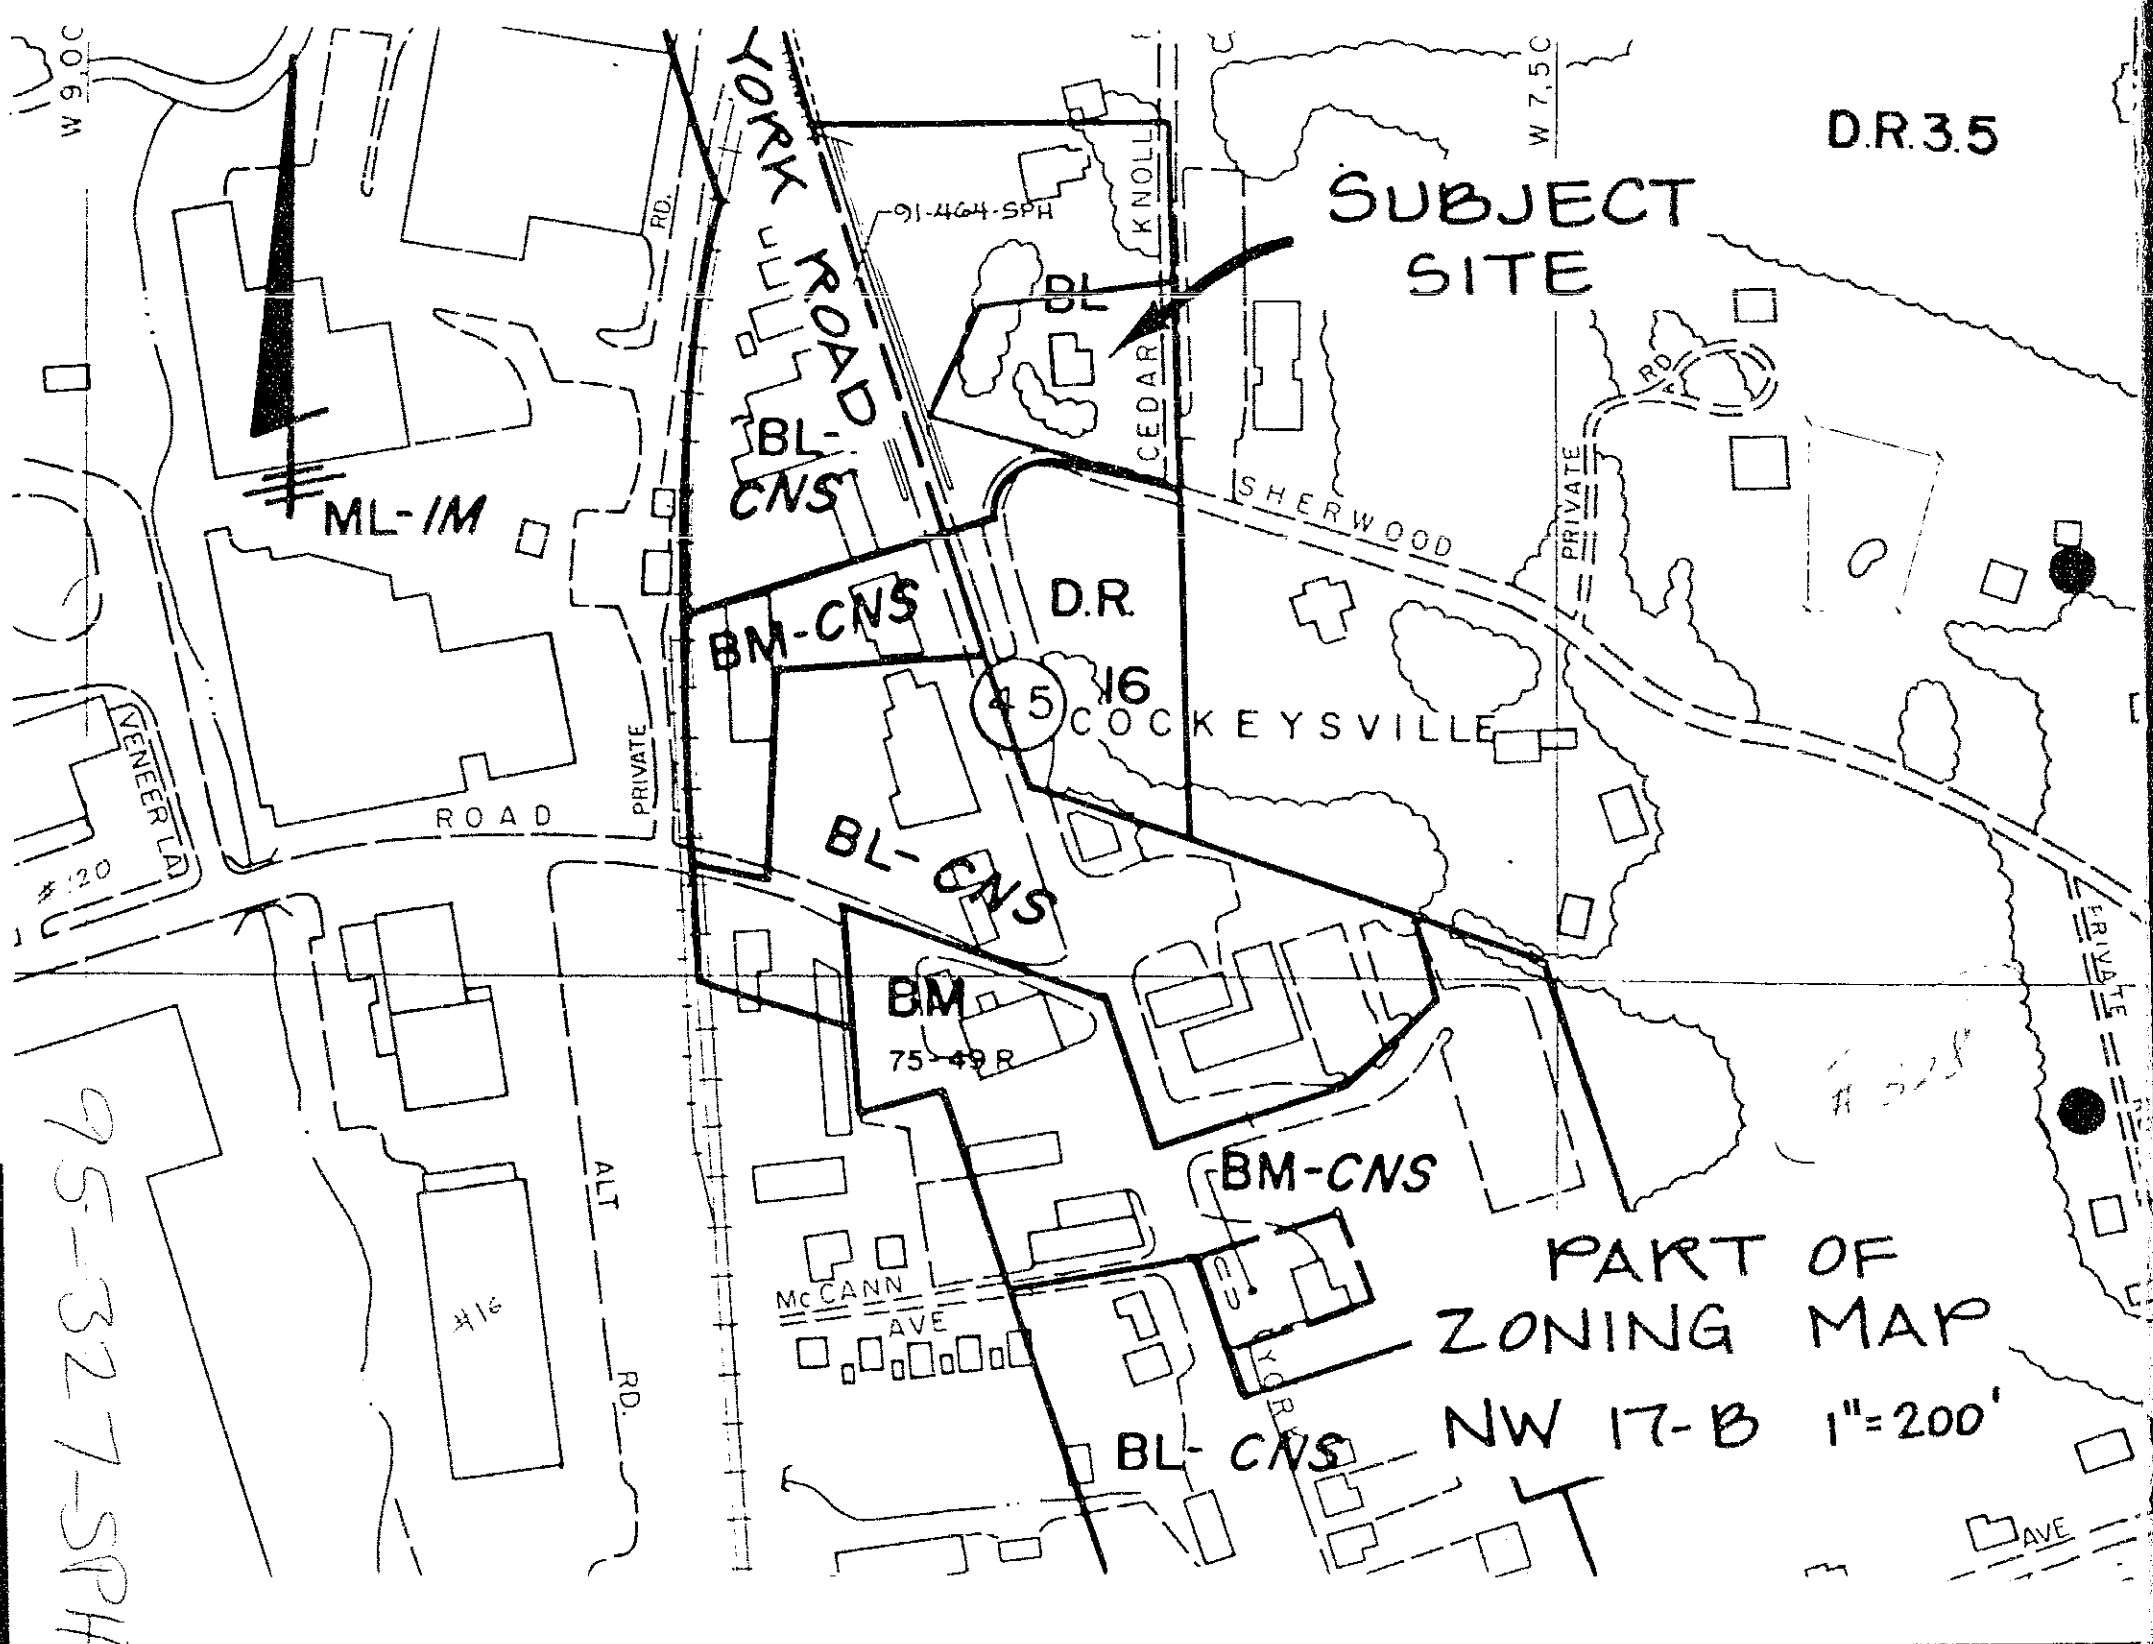 W 9,0
W 7,5
D.R. 3.5
YORK ROAD
RD.
91-464-SPH
KNOLL
CEDAR
SUBJECT
SITE
BL
RD
BL-
CNS
ML-IM
SHERWOOD
PRIVATE
BM-CNS
D.R.
16
45
COCKEYSVILLE
VENEER LA
PRIVATE
ROAD
BL-CNS
#120
BM
75-49 R
PRIVATE
ALT
RD.
BM-CNS
McCANN
AVE
#16
YORK
PART OF
ZONING MAP
NW 17-B 1"=200'
BL-CNS
AVE
95-327-SPH